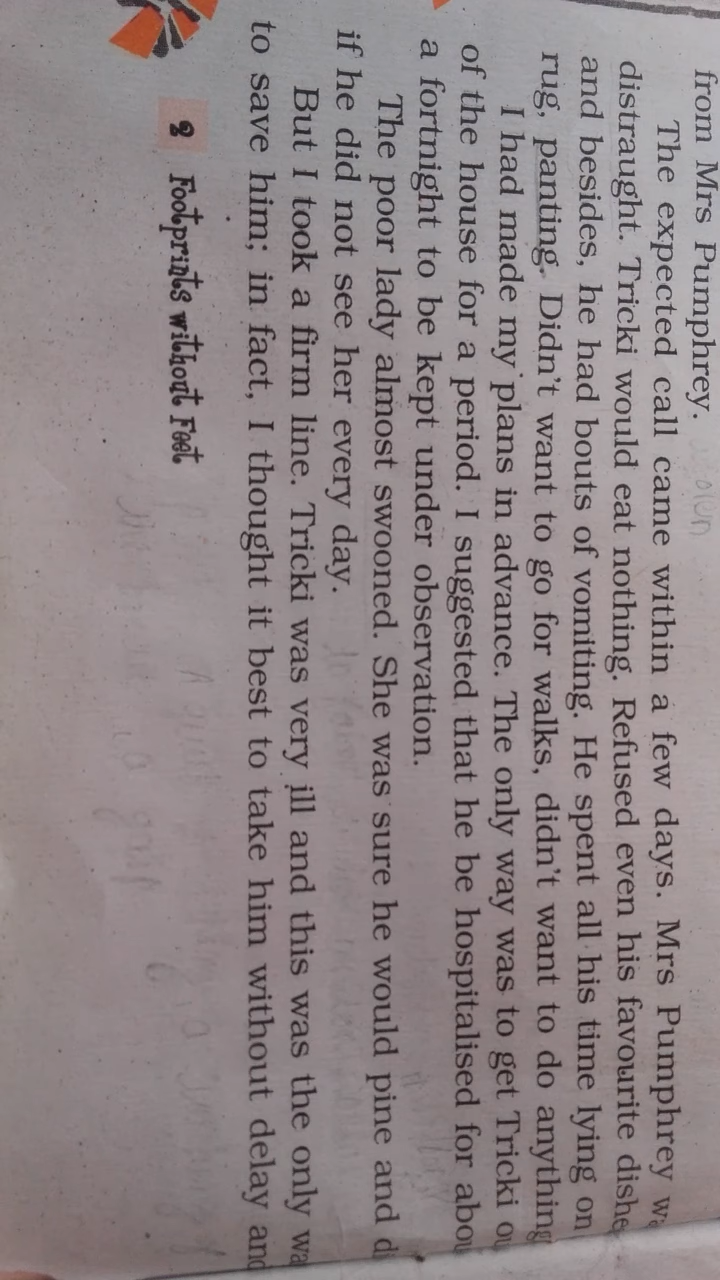 from Mrs Pumphrey.
The expected call came within a few days. Mrs Pumphrey
distraught. Tricki would eat nothing. Refused even his favourite dishe
and besides, he had bouts of vomiting. He spent all his time lying on
rug, panting. Didn't want to go for walks, didn't want to do anything
I had made my plans in advance. The only way was to get Tricki ou
of the house for a period. I suggested that he be hospitalised for abou
a fortnight to be kept under observation.
The poor lady almost swooned. She was sure he would pine and d
if he did not see her every day.
But I took a firm line. Tricki was very ill and this was the only wa
to save him; in fact, I thought it best to take him without delay and
2 Footprints without Feet